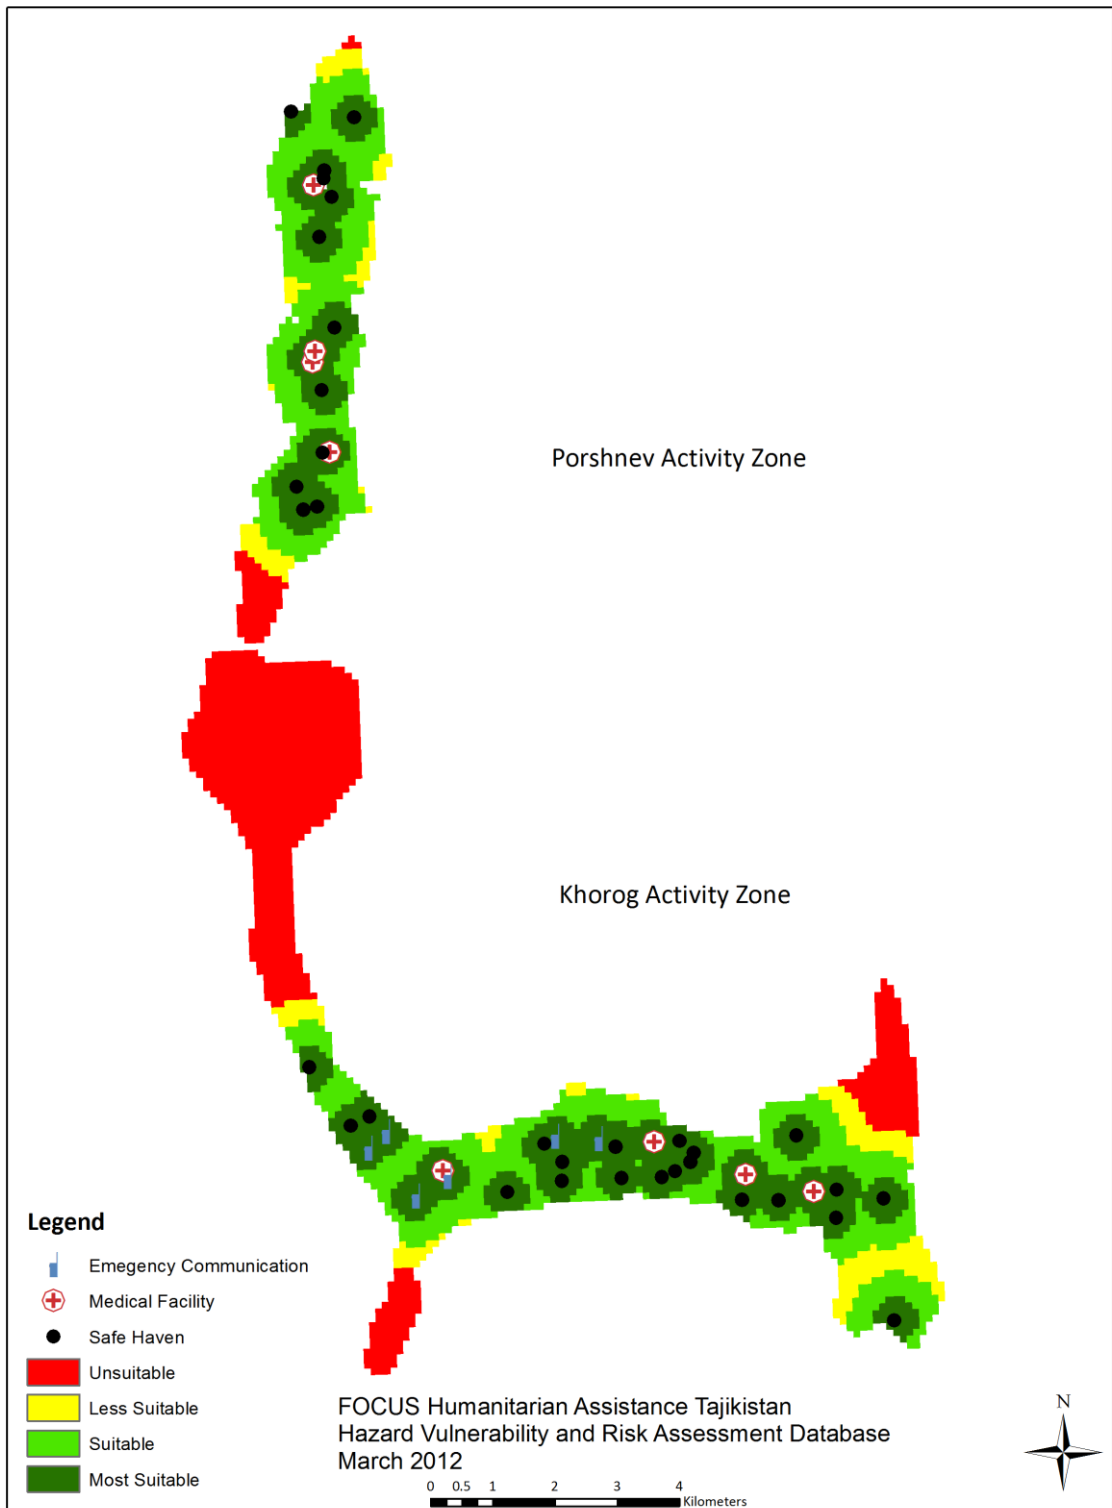 Porshnev Activity Zone
Khorog Activity Zone
Legend
Emegency Communication
Medical Facility
Safe Haven
Unsuitable
Less Suitable
Suitable
Most Suitable
FOCUS Humanitarian Assistance Tajikistan
Hazard Vulnerability and Risk Assessment Database
March 2012
0 0.5 1 2 3 4
Kilometers
N